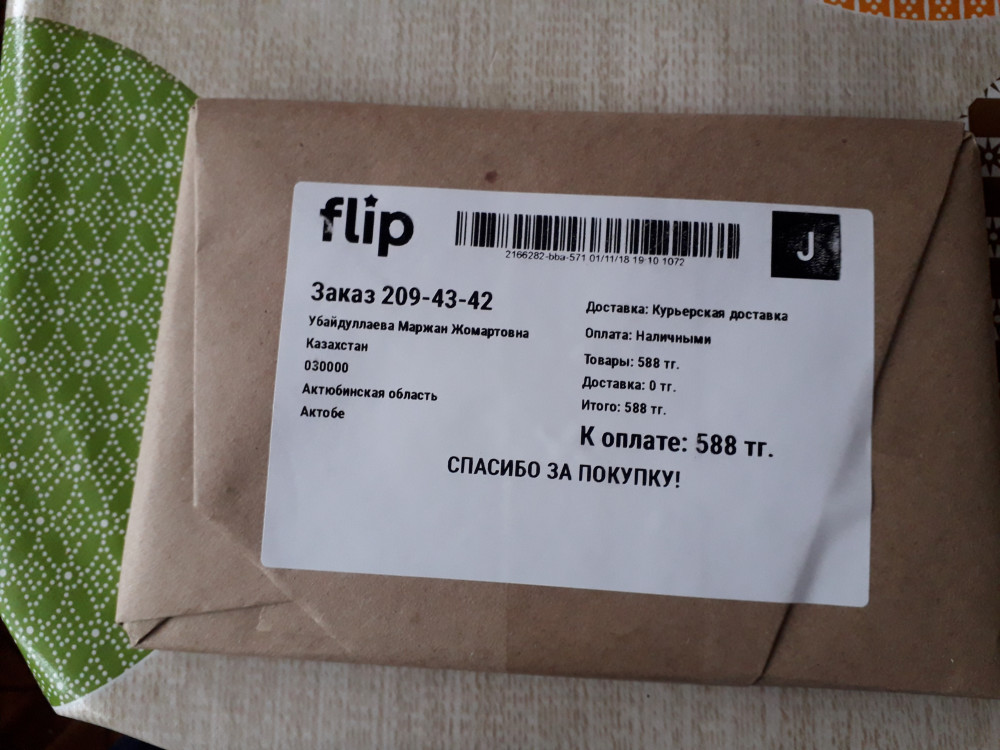 flip
2166282-bba-571 01/11/18 19:10 1072
J
Заказ 209-43-42
Убайдуллаева Маржан Жомартовна
Казахстан
030000
Актюбинская область
Актобе
Доставка: Курьерская доставка
Оплата: Наличными
Товары: 588 тг.
Доставка: 0 тг.
Итого: 588 тг.
К оплате: 588 тг.
СПАСИБО ЗА ПОКУПКУ!